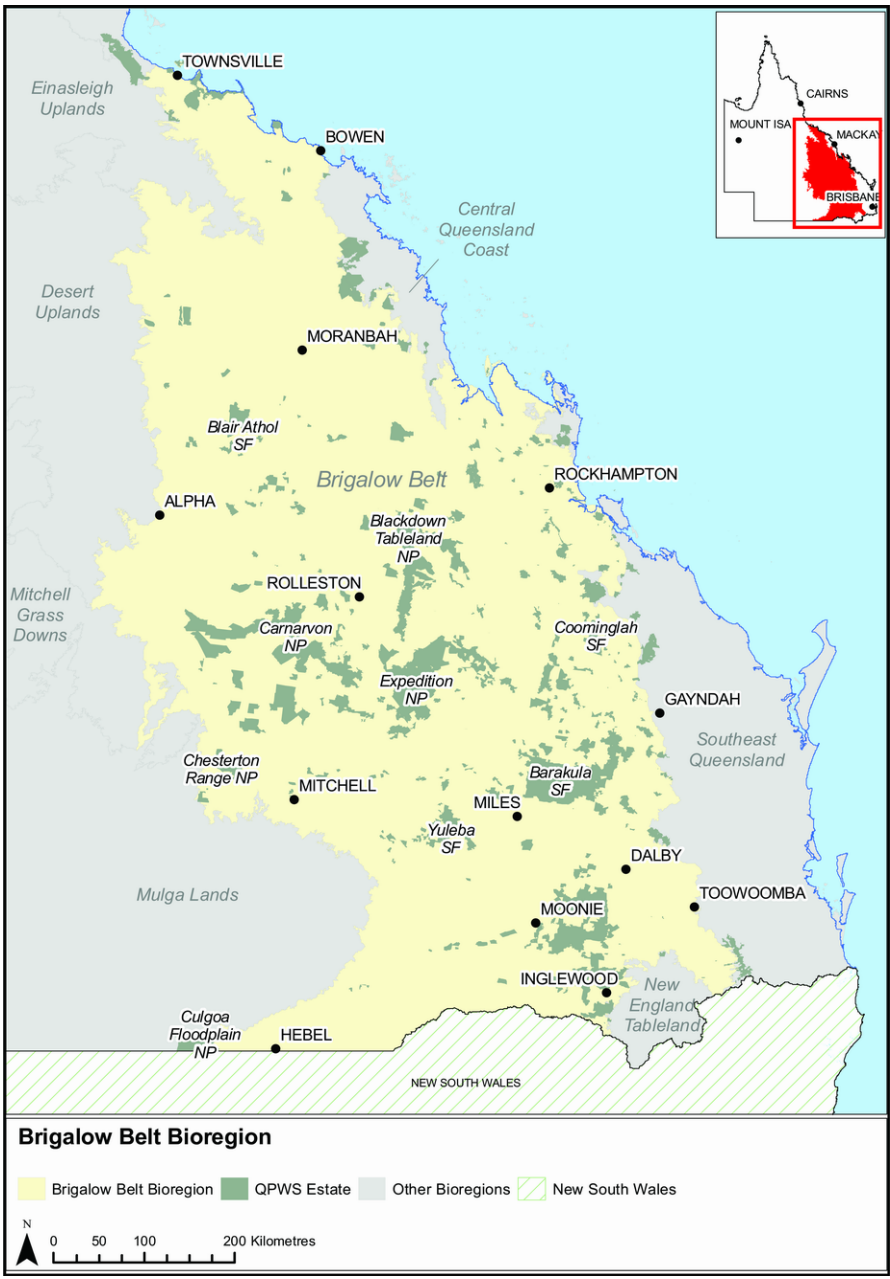 TOWNSVILLE
Einasleigh
Uplands
BOWEN
CAIRNS
MOUNT ISA
MACKAY
BRISBANE
Central
Queensland
Coast
Desert
Uplands
MORANBAH
Blair Athol
SF
ROCKHAMPTON
Brigalow Belt
ALPHA
Blackdown
Tableland
NP
ROLLESTON
Mitchell
Grass
Downs
Carnarvon
NP
Coominglah
SF
Expedition
NP
GAYNDAH
Southeast
Queensland
Chesterton
Range NP
MITCHELL
Barakula
SF
MILES
Yuleba
SF
DALBY
Mulga Lands
TOOWOOMBA
MOONIE
INGLEWOOD
New
England
Tableland
Culgoa
Floodplain
NP
HEBEL
NEW SOUTH WALES
Brigalow Belt Bioregion
Brigalow Belt Bioregion QPWS Estate Other Bioregions New South Wales
N
0 50 100 200 Kilometres